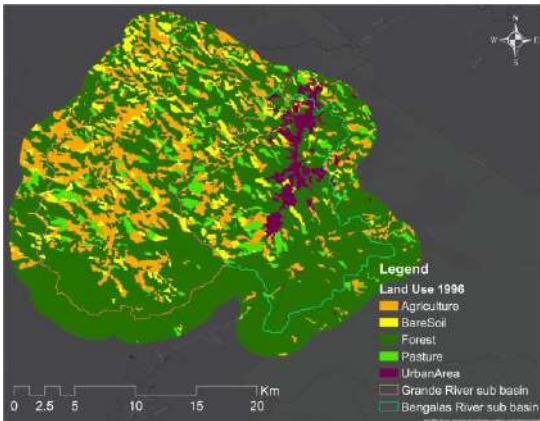 N
W E
S
Legend
Land Use 1996
Agriculture
BareSoil
Forest
Pasture
UrbanArea
Grande River sub basin
Bengalas River sub basin
Km
0 2.5 5 10 15 20